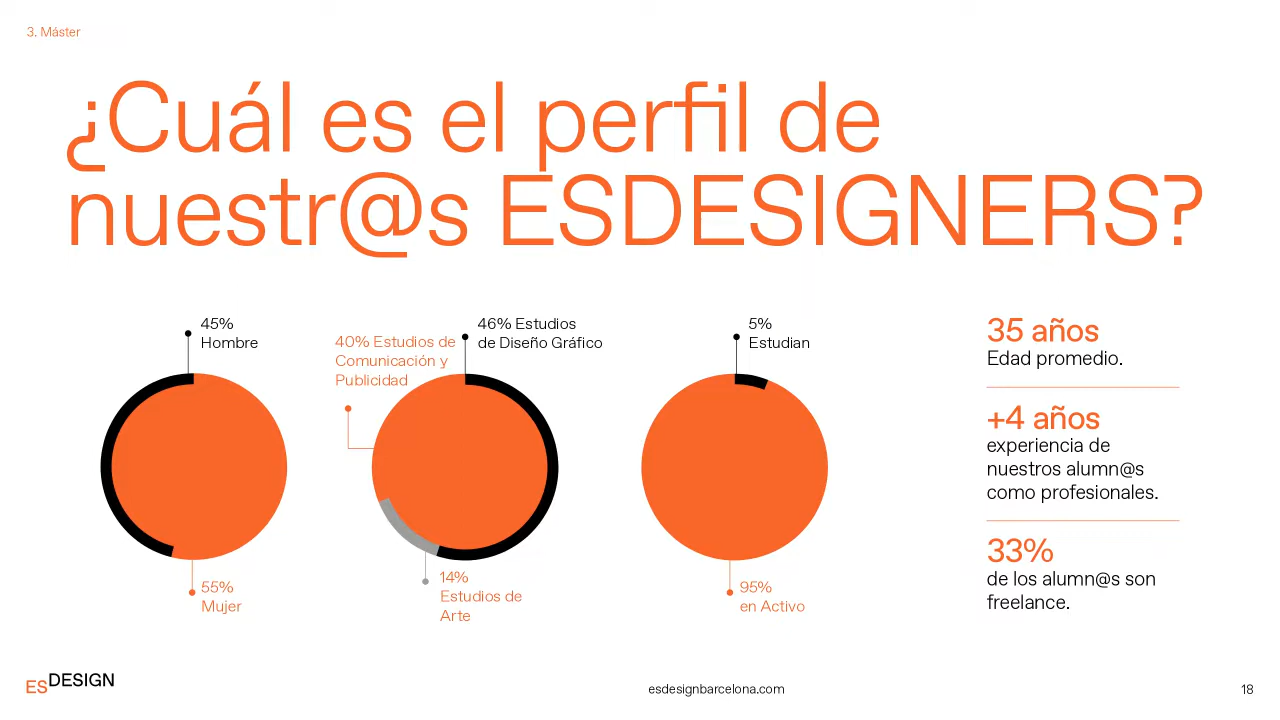 3. Máster
¿Cuál es el perfil de
nuestr@s ESDESIGNERS?
45%
Hombre
55%
Mujer
40% Estudios de
Comunicación y
Publicidad
46% Estudios
de Diseño Gráfico
14%
Estudios de
Arte
5%
Estudian
95%
en Activo
35 años
Edad promedio.
+4 años
experiencia de
nuestros alumn@s
como profesionales.
33%
de los alumn@s son
freelance.
ESDESIGN
esdesignbarcelona.com
18